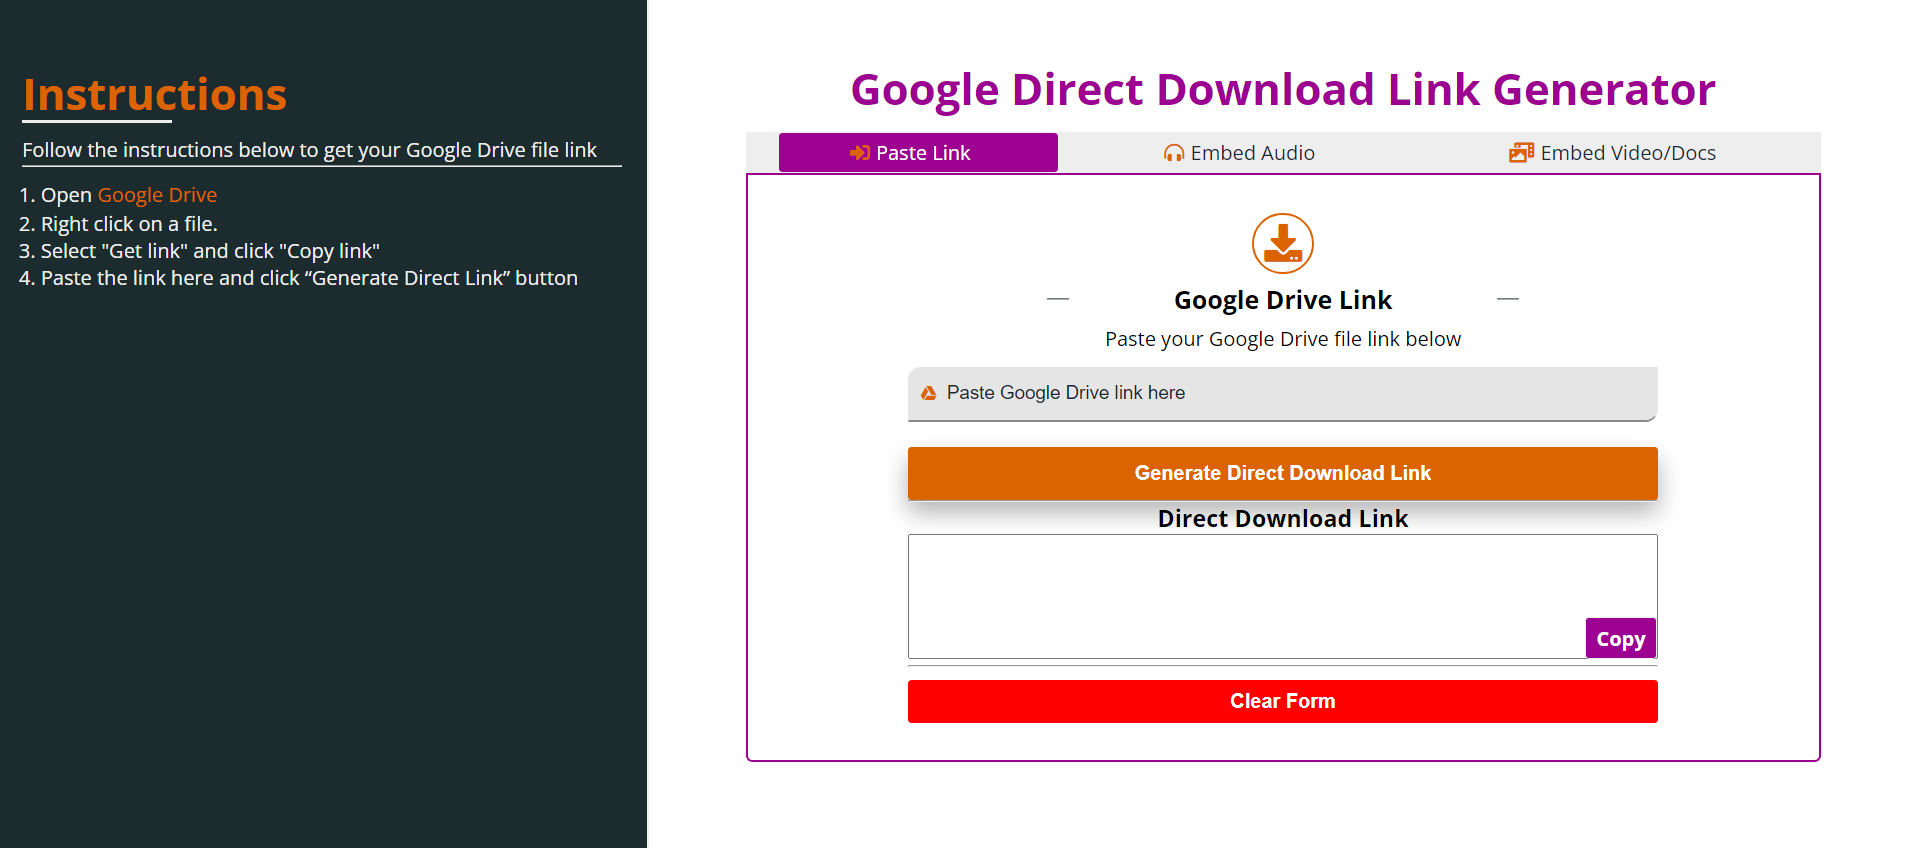 Instructions
Follow the instructions below to get your Google Drive file link
1. Open Google Drive
2. Right click on a file.
3. Select "Get link" and click "Copy link"
4. Paste the link here and click “Generate Direct Link” button
Google Direct Download Link Generator
Paste Link
Embed Audio
Embed Video/Docs
Google Drive Link
Paste your Google Drive file link below
Paste Google Drive link here
Generate Direct Download Link
Direct Download Link
Copy
Clear Form